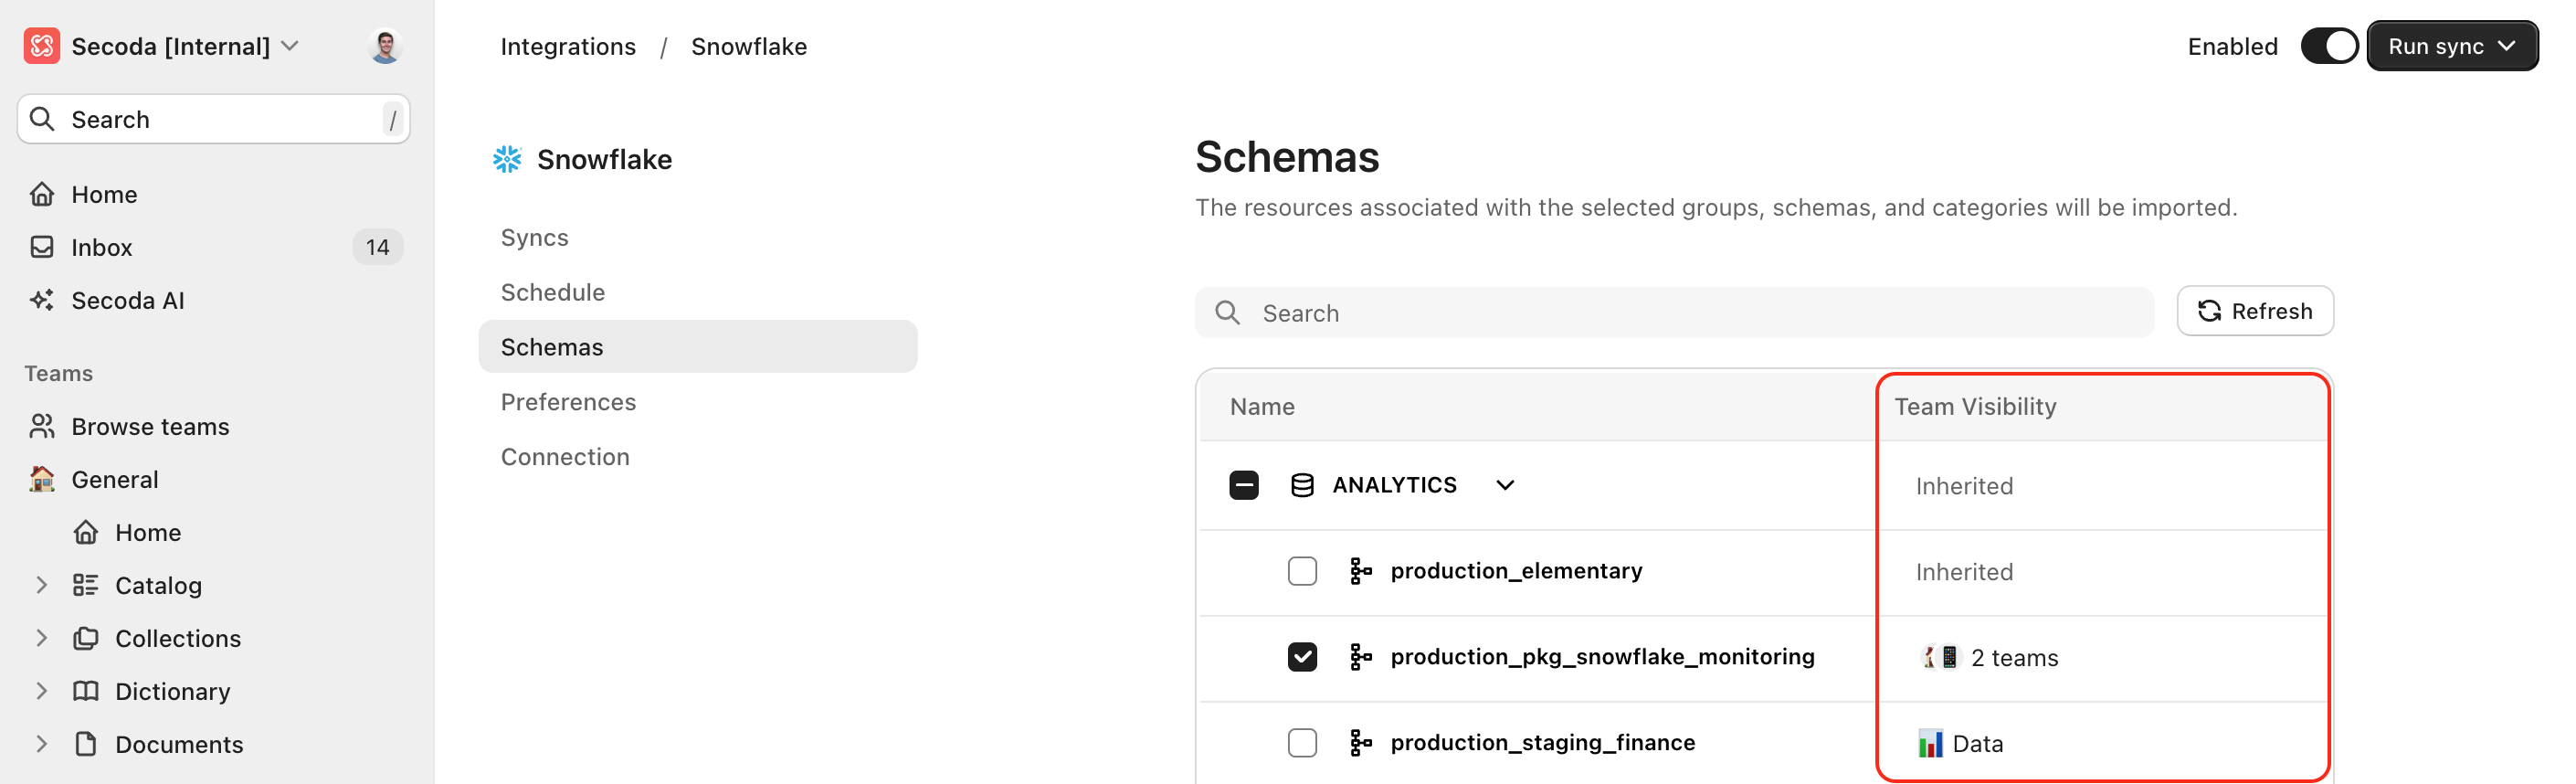 Secoda [Internal]
Search /
Home
Inbox 14
Secoda AI
Teams
Browse teams
General
Home
Catalog
Collections
Dictionary
Documents
Integrations / Snowflake
Enabled
Run sync
Snowflake
Syncs
Schedule
Schemas
Preferences
Connection
Schemas
The resources associated with the selected groups, schemas, and categories will be imported.
Search
Refresh
Name Team Visibility
ANALYTICS Inherited
production_elementary Inherited
production_pkg_snowflake_monitoring 2 teams
production_staging_finance Data